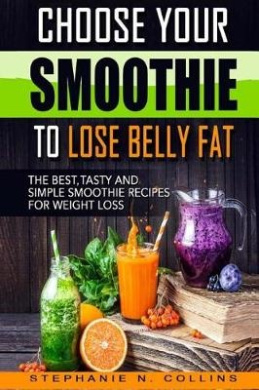 CHOOSE YOUR
SMOOTHIE
TO LOSE BELLY FAT
THE BEST,TASTY AND
SIMPLE SMOOTHIE RECIPES
FOR WEIGHT LOSS
STEPHANIE N. COLLINS